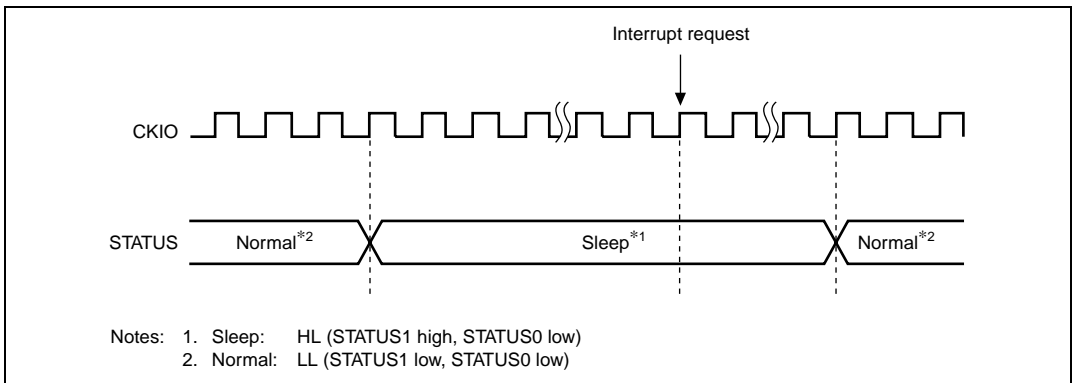 Interrupt request
CKIO
STATUS Normal*2 Sleep*1 Normal*2
Notes: 1. Sleep: HL (STATUS1 high, STATUS0 low)
2. Normal: LL (STATUS1 low, STATUS0 low)